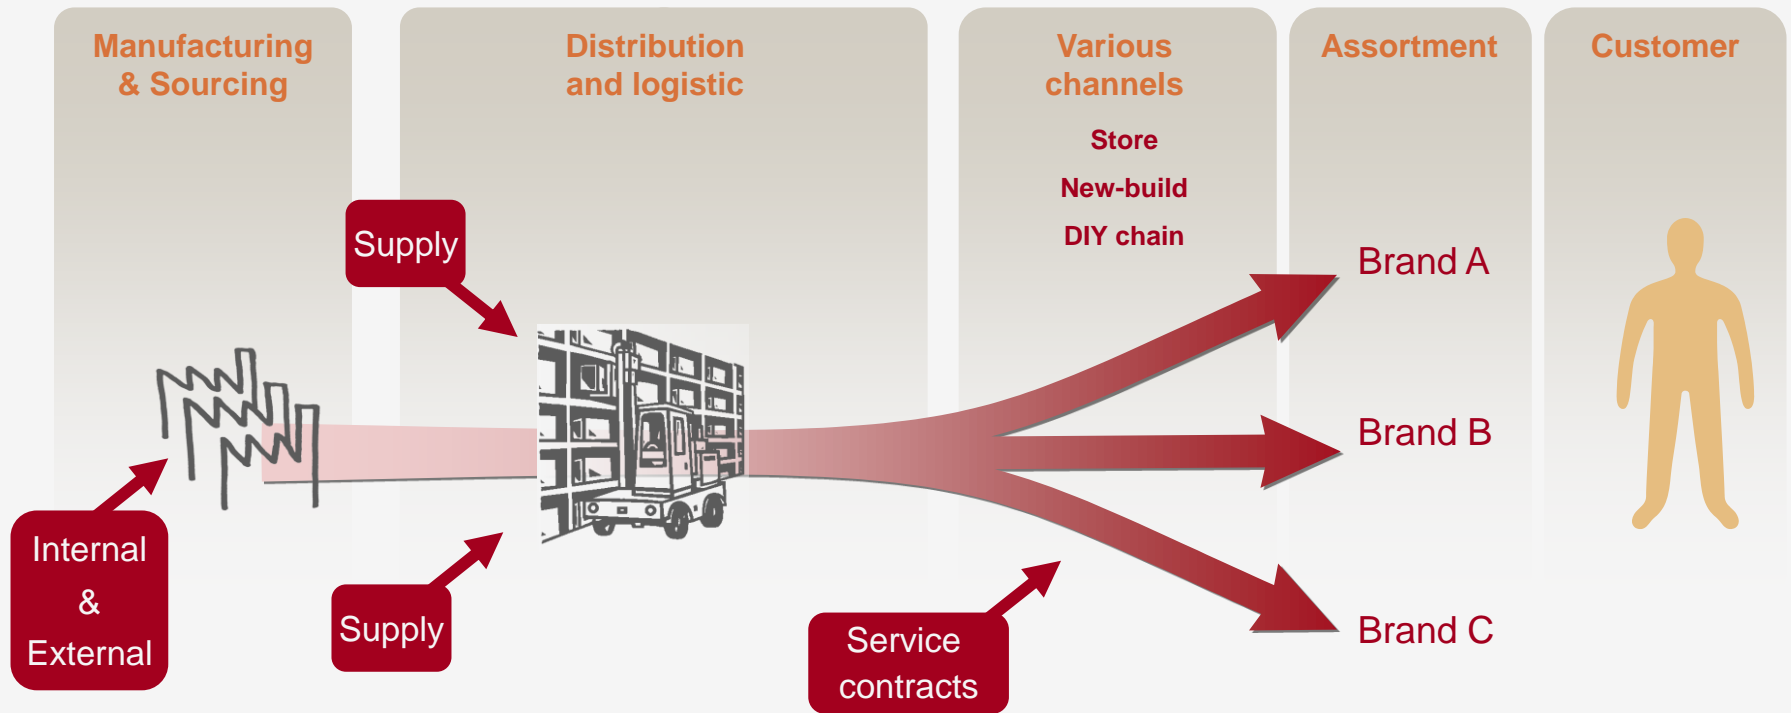 Manufacturing
& Sourcing
Distribution
and logistic
Various
channels
Assortment
Customer
Store
New-build
DIY chain
Supply
Brand A
Brand B
Internal
&
External
Supply
Service
contracts
Brand C